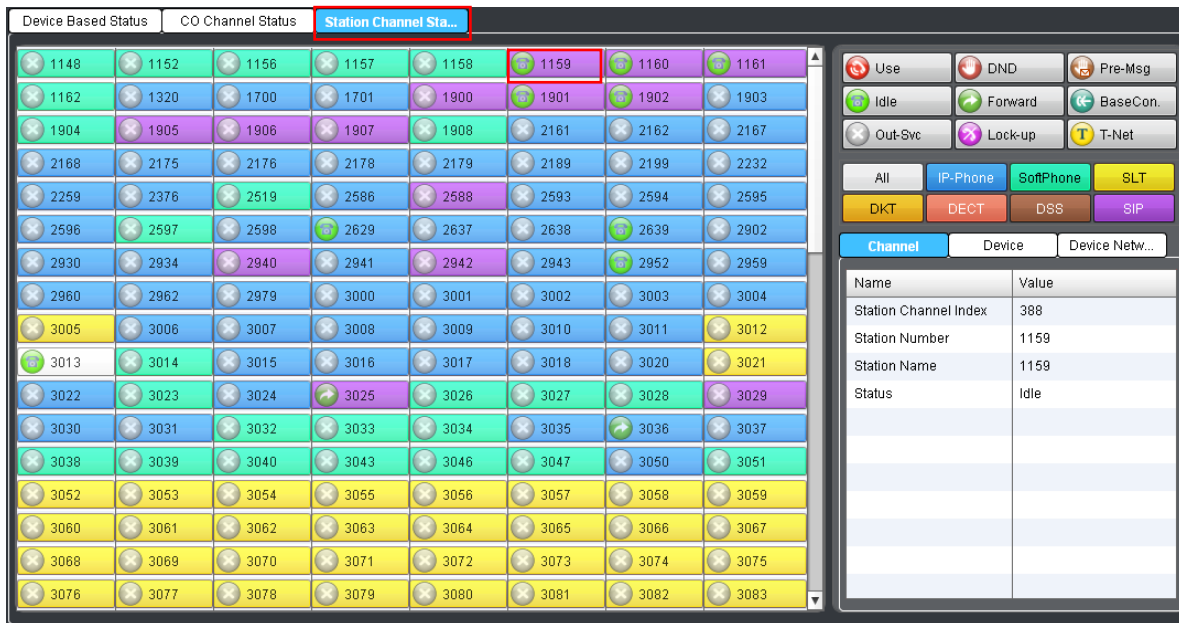 Device Based Status CO Channel Status Station Channel Sta...
1148 1152 1156 1157 1158 1159 1160 1161
1162 1320 1700 1701 1900 1901 1902 1903
1904 1905 1906 1907 1908 2161 2162 2167
2168 2175 2176 2178 2179 2189 2199 2232
2259 2376 2519 2586 2588 2593 2594 2595
2596 2597 2598 2629 2637 2638 2639 2902
2930 2934 2940 2941 2942 2943 2952 2959
2960 2962 2979 3000 3001 3002 3003 3004
3005 3006 3007 3008 3009 3010 3011 3012
3013 3014 3015 3016 3017 3018 3020 3021
3022 3023 3024 3025 3026 3027 3028 3029
3030 3031 3032 3033 3034 3035 3036 3037
3038 3039 3040 3043 3046 3047 3050 3051
3052 3053 3054 3055 3056 3057 3058 3059
3060 3061 3062 3063 3064 3065 3066 3067
3068 3069 3070 3071 3072 3073 3074 3075
3076 3077 3078 3079 3080 3081 3082 3083
Use DND Pre-Msg
Idle Forward BaseCon.
Out-Svc Lock-up T T-Net
All IP-Phone SoftPhone SLT
DKT DECT DSS SIP
Channel Device Device Netw...
Name Value
Station Channel Index 388
Station Number 1159
Station Name 1159
Status Idle